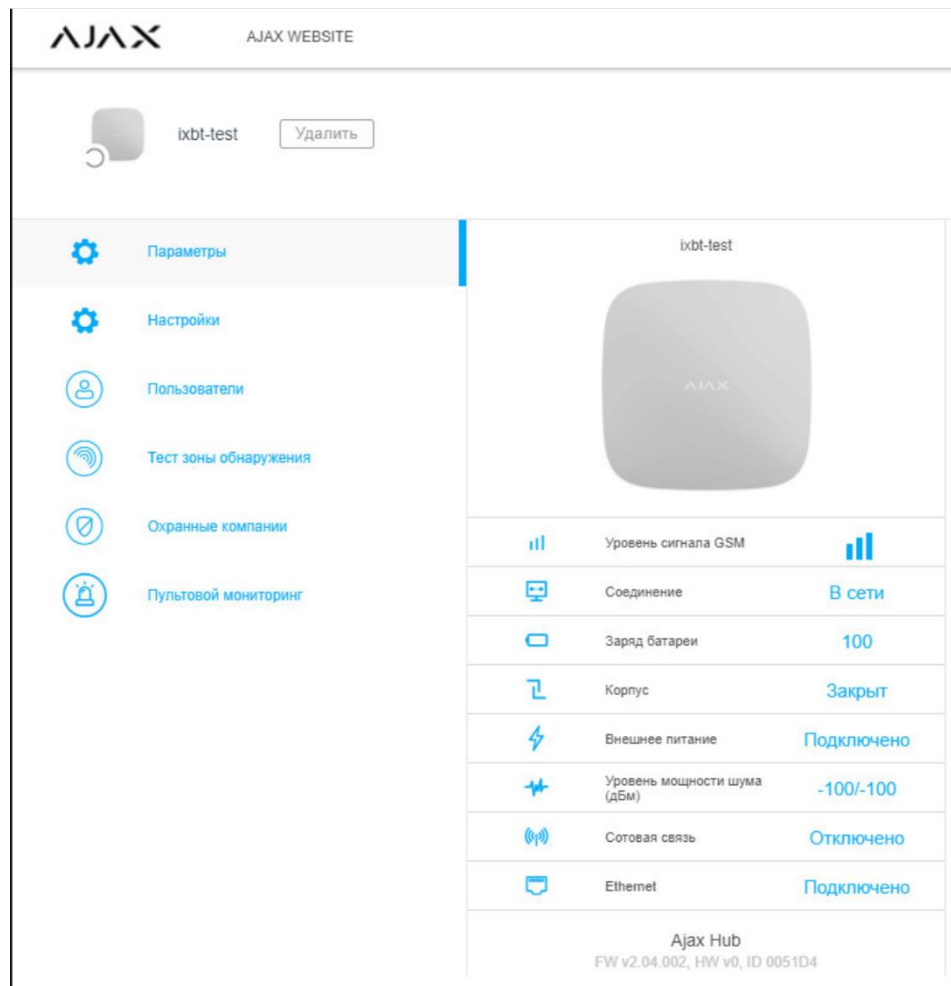 AJAX
AJAX WEBSITE
ixbt-test
Удалить
Параметры
Настройки
Пользователи
Тест зоны обнаружения
Охранные компании
Пультовой мониторинг
ixbt-test
AJAX
Уровень сигнала GSM
Соединение
В сети
Заряд батареи
100
Корпус
Закрыт
Внешнее питание
Подключено
Уровень мощности шума
(дБм)
-100/-100
Сотовая связь
Отключено
Ethernet
Подключено
Ajax Hub
FW v2.04.002, HW v0, ID 0051D4